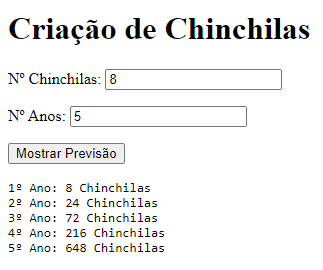 Criação de Chinchilas
Nº Chinchilas: 8
Nº Anos: 5
Mostrar Previsão
1º Ano: 8 Chinchilas
2º Ano: 24 Chinchilas
3º Ano: 72 Chinchilas
4º Ano: 216 Chinchilas
5º Ano: 648 Chinchilas